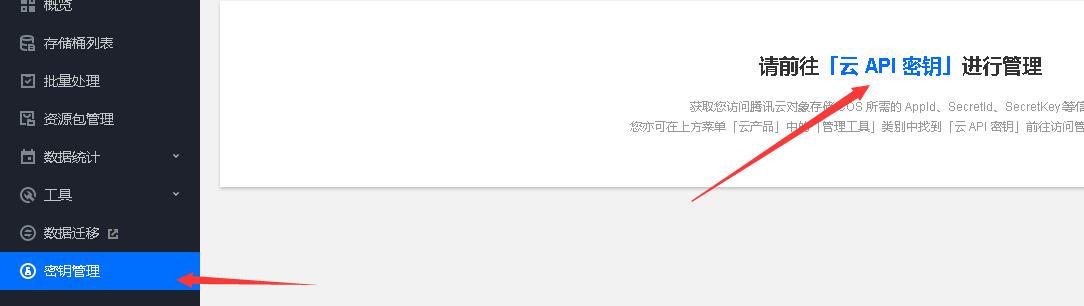 概览
存储桶列表
批量处理
资源包管理
数据统计
工具
数据迁移
密钥管理
请前往「云 API 密钥」进行管理
获取您访问腾讯云对象存储 COS 所需的 AppId、SecretId、SecretKey等信
您亦可在上方菜单「云产品」中的「管理工具」类别中找到「云 API 密钥」前往访问管